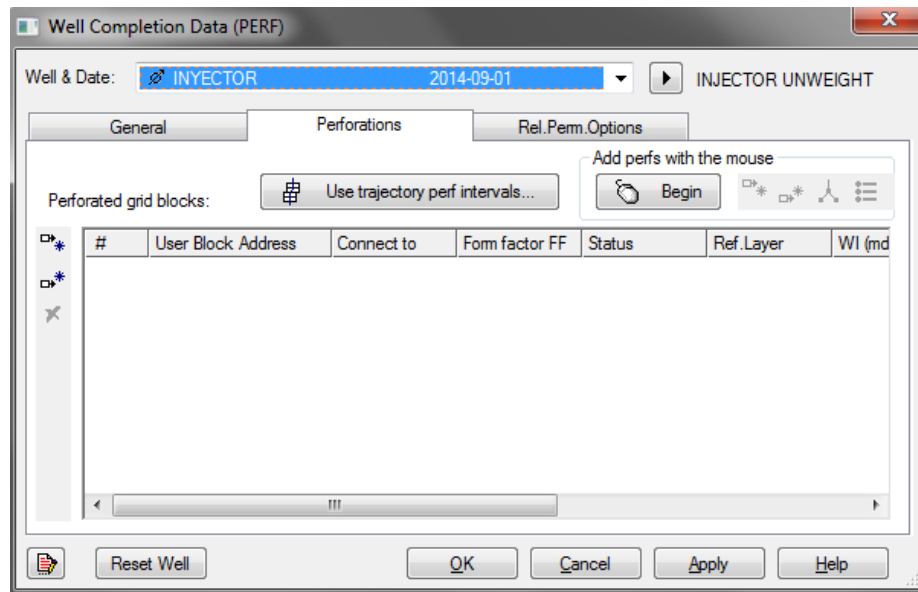 Well Completion Data (PERF)
Well & Date: INYECTOR 2014-09-01 INJECTOR UNWEIGHT
General Perforations Rel.Perm.Options
Add perfs with the mouse
Perforated grid blocks: Use trajectory perf intervals... Begin
# User Block Address Connect to Form factor FF Status Ref.Layer WI (md
Reset Well OK Cancel Apply Help